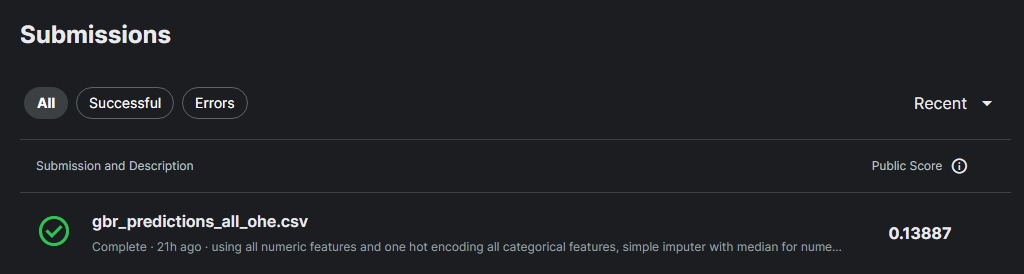 Submissions
All Successful Errors Recent
Submission and Description Public Score
gbr_predictions_all_ohe.csv
Complete · 21h ago · using all numeric features and one hot encoding all categorical features, simple imputer with median for nume...
0.13887